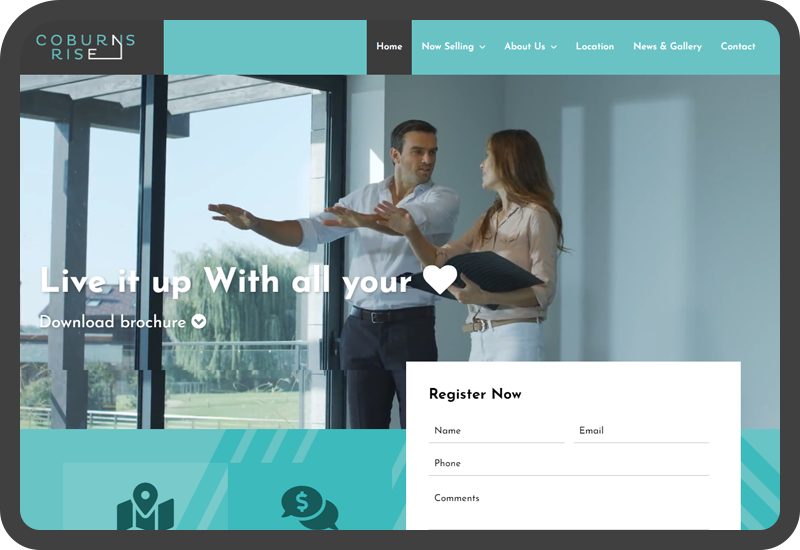 COBURNS
RISE
Home Now Selling About Us Location News & Gallery Contact
Live it up With all your
Download brochure
Register Now
Name Email
Phone
Comments